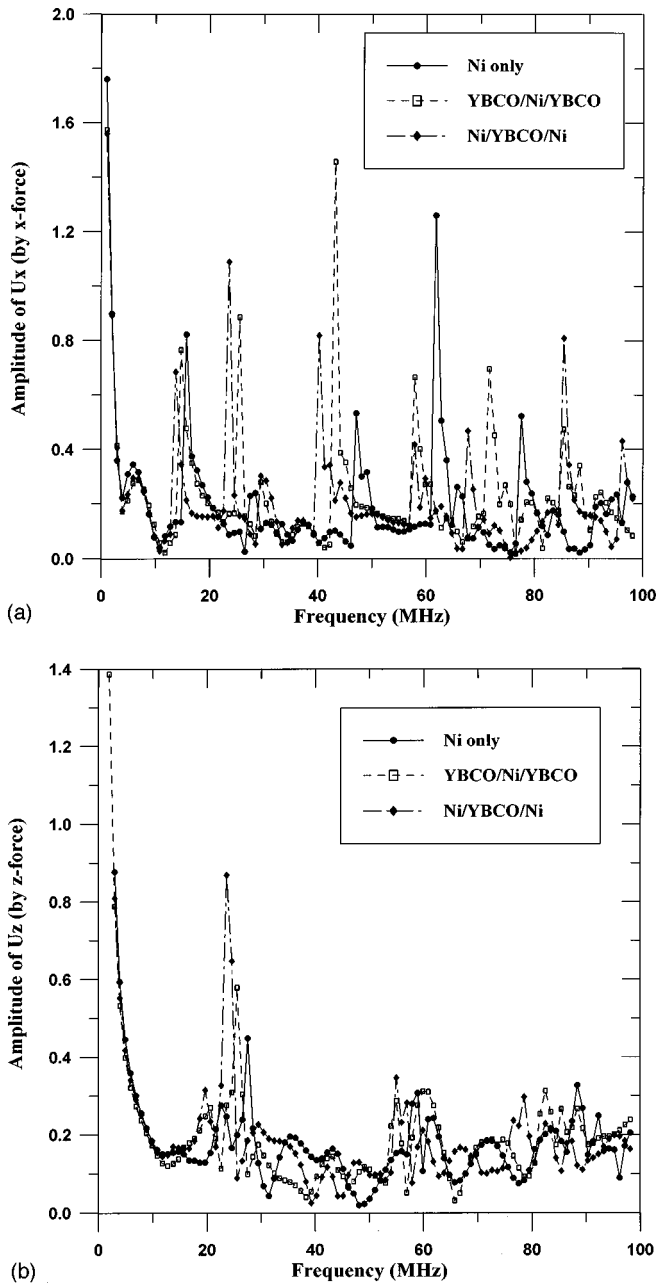 2.0
1.6
1.2
0.8
0.4
0.0
Amplitude of Ux (by x-force)
Ni only
YBCO/Ni/YBCO
Ni/YBCO/Ni
0
20
40
60
80
100
Frequency (MHz)
(a)
1.4
1.2
1.0
0.8
0.6
0.4
0.2
0.0
Amplitude of Uz (by z-force)
Ni only
YBCO/Ni/YBCO
Ni/YBCO/Ni
0
20
40
60
80
100
Frequency (MHz)
(b)